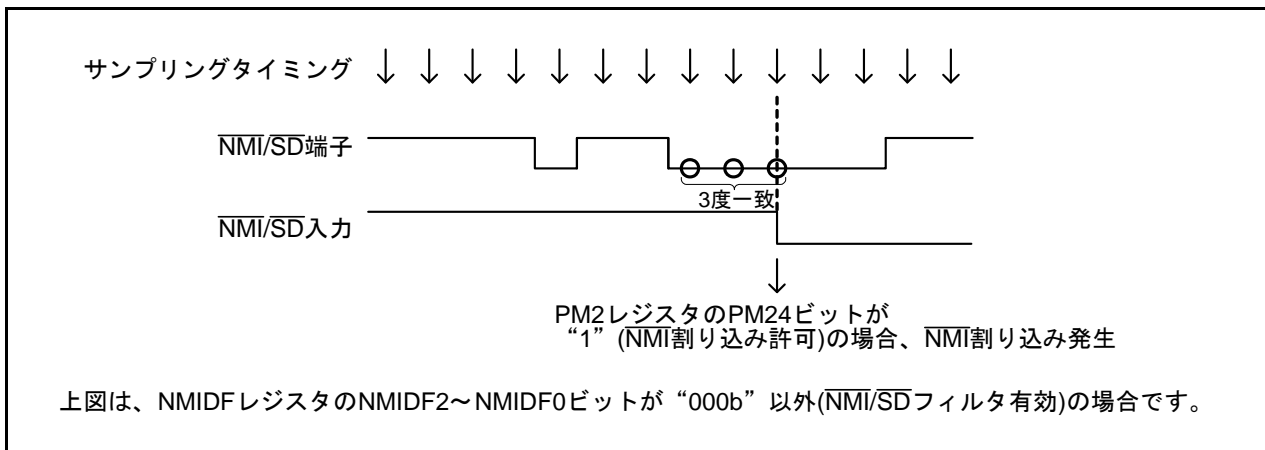 サンプリングタイミング
NMI/SD端子
3度一致
NMI/SD入力
PM2レジスタのPM24ビットが
“1”(NMI割り込み許可)の場合、NMI割り込み発生
上図は、NMIDFレジスタのNMIDF2～NMIDF0ビットが“000b”以外(NMI/SDフィルタ有効)の場合です。